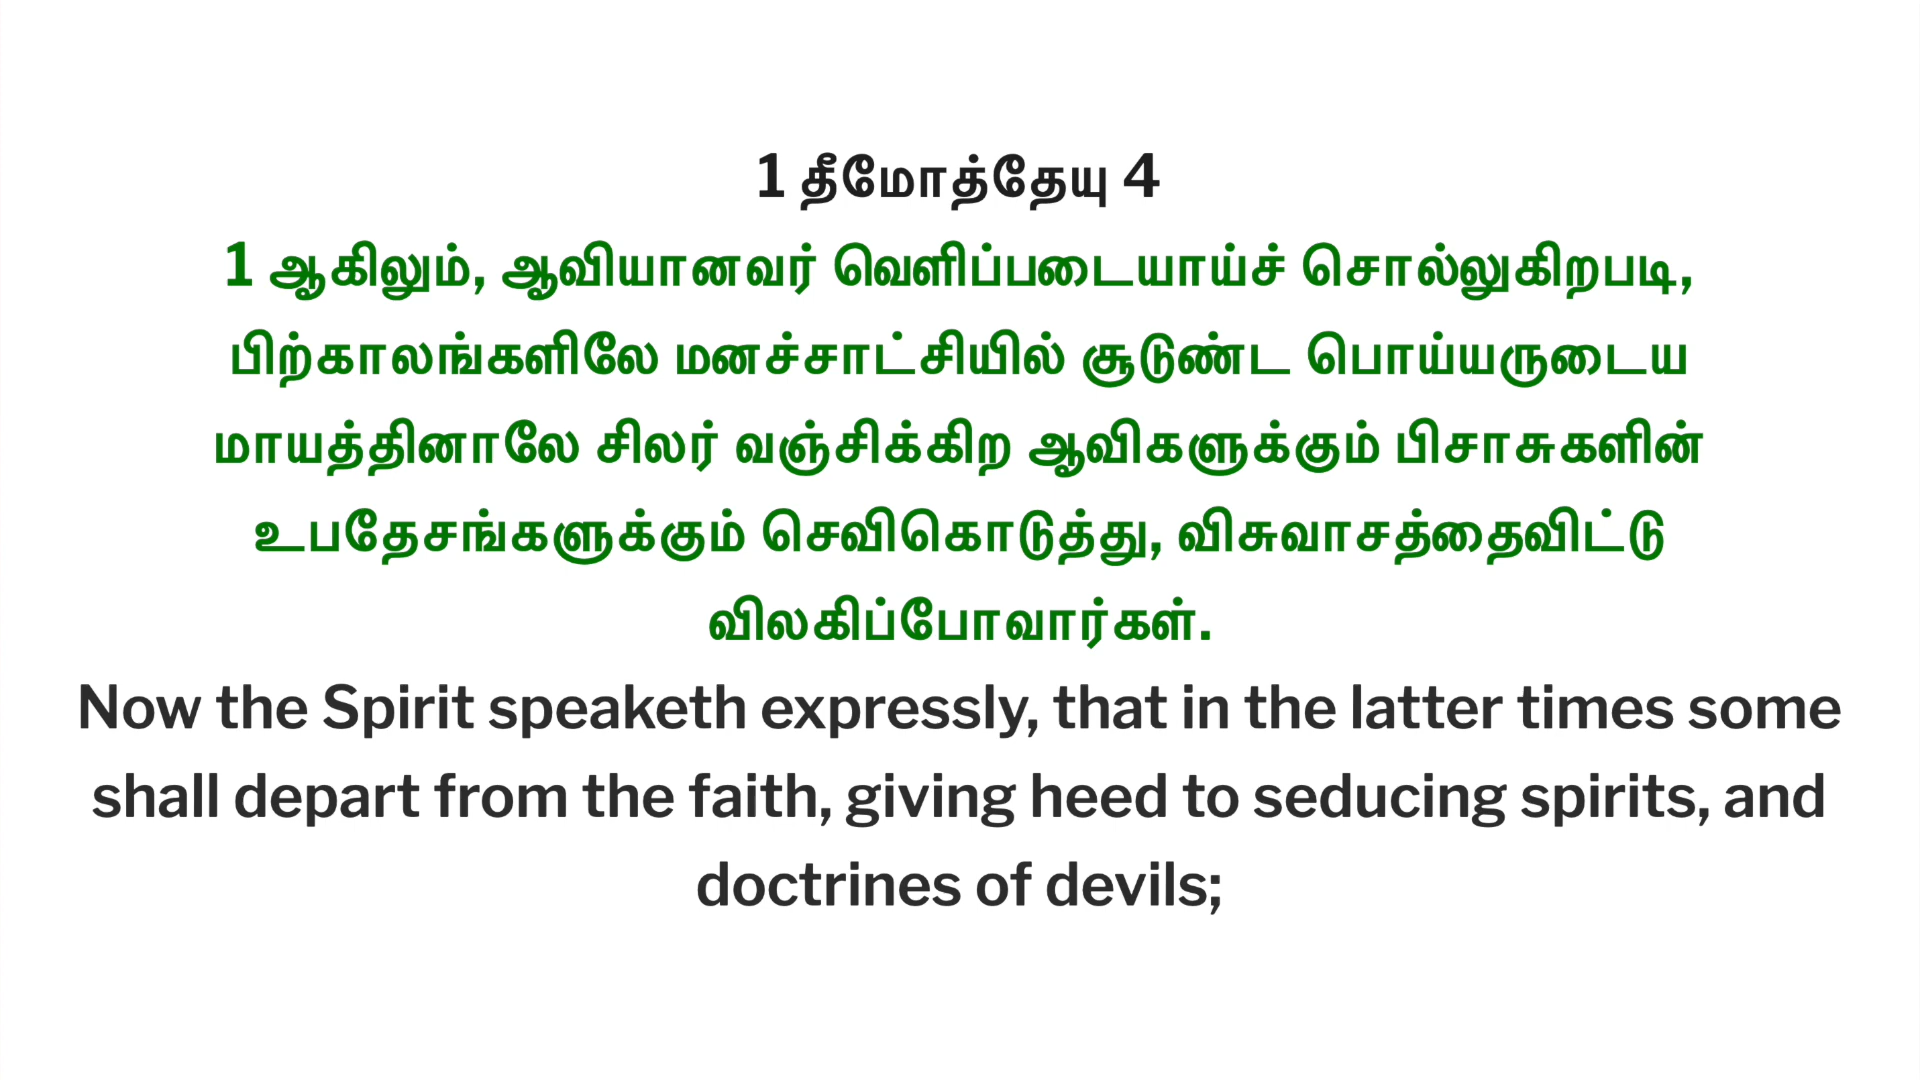 1 தீமோத்தேயு 4
1 ஆகிலும், ஆவியானவர் வெளிப்படையாய்ச் சொல்லுகிறபடி,
பிற்காலங்களிலே மனச்சாட்சியில் சூடுண்ட பொய்யருடைய
மாயத்தினாலே சிலர் வஞ்சிக்கிற ஆவிகளுக்கும் பிசாசுகளின்
உபதேசங்களுக்கும் செவிகொடுத்து, விசுவாசத்தைவிட்டு
விலகிப்போவார்கள்.
Now the Spirit speaketh expressly, that in the latter times some
shall depart from the faith, giving heed to seducing spirits, and
doctrines of devils;